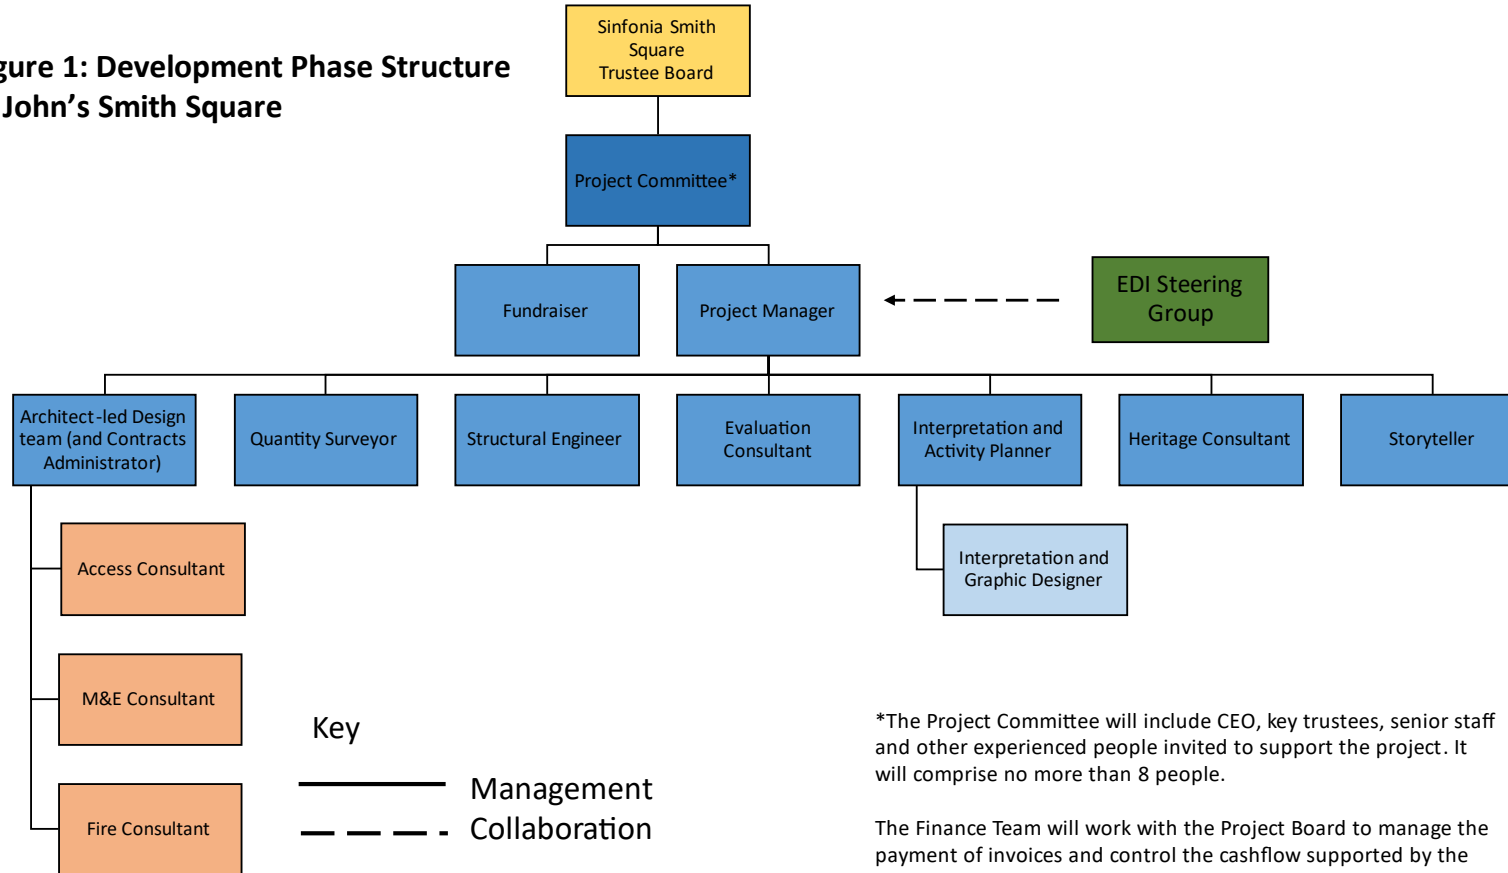 Sinfonia Smith
Square
Trustee Board
gure 1: Development Phase Structure
John's Smith Square
Project Committee*
Fundraiser
Project Manager
EDI Steering
Group
Architect-led Design
team (and Contracts
Administrator)
Quantity Surveyor
Structural Engineer
Evaluation
Consultant
Interpretation and
Activity Planner
Heritage Consultant
Storyteller
Access Consultant
Interpretation and
Graphic Designer
M&E Consultant
Fire Consultant
Key
Management
Collaboration
*The Project Committee will include CEO, key trustees, senior staff
and other experienced people invited to support the project. It
will comprise no more than 8 people.
The Finance Team will work with the Project Board to manage the
payment of invoices and control the cashflow supported by the